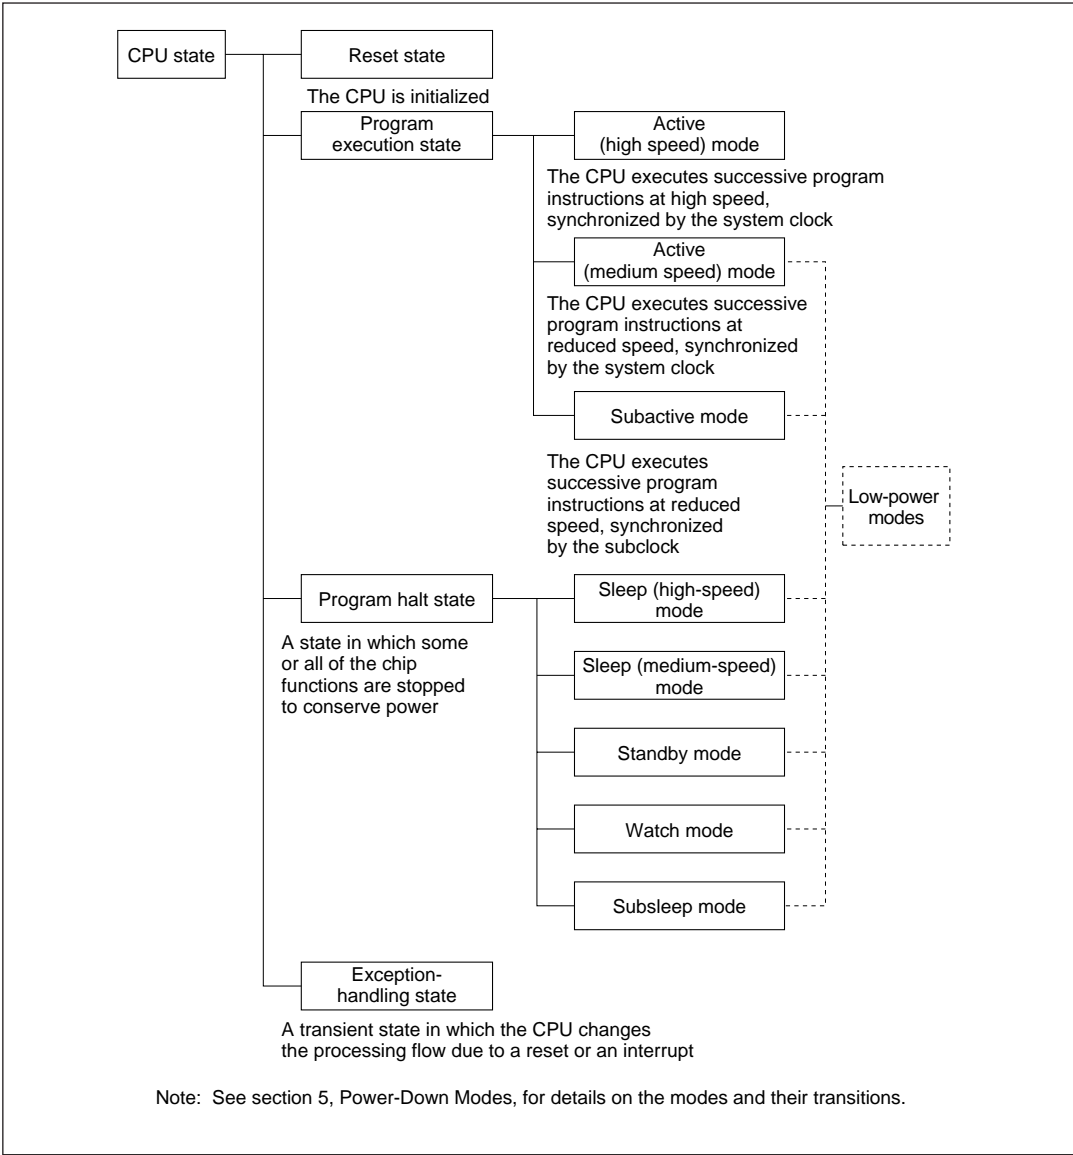 CPU state
Reset state
The CPU is initialized
Program
execution state
Active
(high speed) mode
The CPU executes successive program
instructions at high speed,
synchronized by the system clock
Active
(medium speed) mode
The CPU executes successive
program instructions at
reduced speed, synchronized
by the system clock
Subactive mode
The CPU executes
successive program
instructions at reduced
speed, synchronized
by the subclock
Low-power
modes
Program halt state
A state in which some
or all of the chip
functions are stopped
to conserve power
Sleep (high-speed)
mode
Sleep (medium-speed)
mode
Standby mode
Watch mode
Subsleep mode
Exception-
handling state
A transient state in which the CPU changes
the processing flow due to a reset or an interrupt
Note: See section 5, Power-Down Modes, for details on the modes and their transitions.